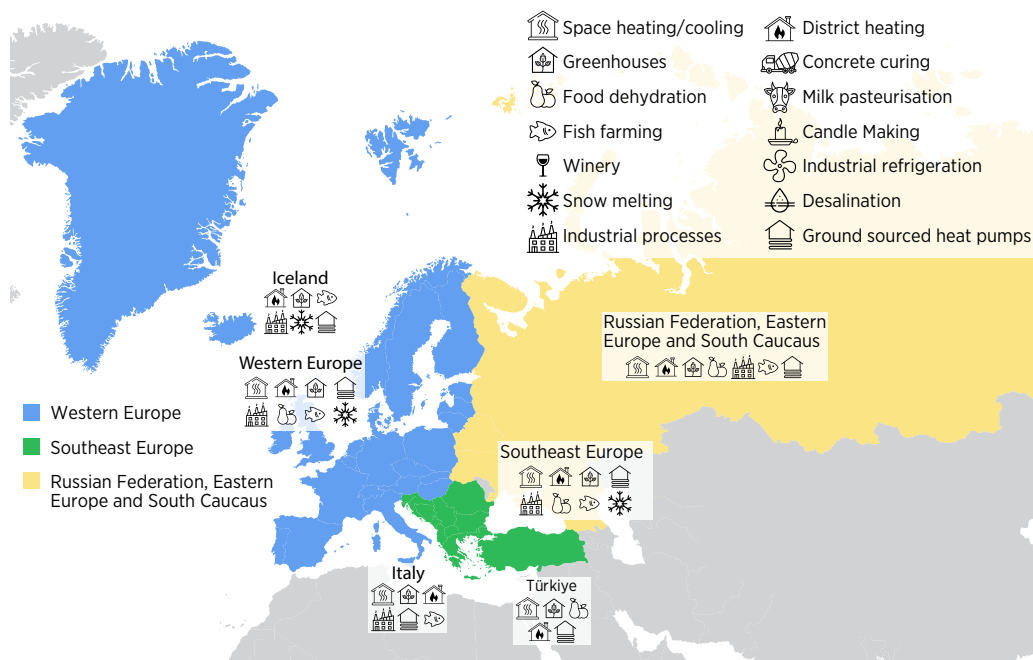 Space heating/cooling
District heating
Greenhouses
Concrete curing
Food dehydration
Milk pasteurisation
Fish farming
Candle Making
Winery
Industrial refrigeration
Snow melting
Desalination
Industrial processes
Ground sourced heat pumps
Iceland
Russian Federation, Eastern
Europe and South Caucaus
Western Europe
Western Europe
Southeast Europe
Russian Federation, Eastern
Europe and South Caucaus
Southeast Europe
Italy
Türkiye